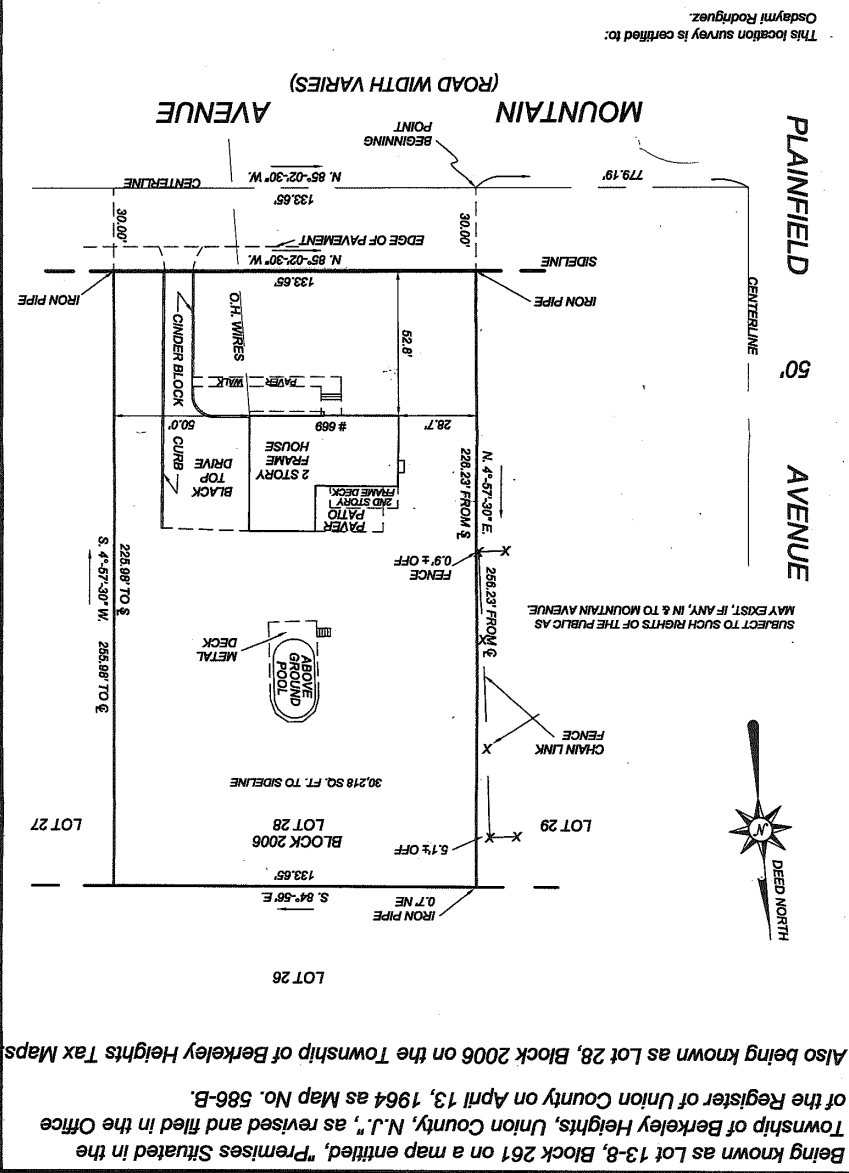 Being known as Lot 13-8, Block 261 on a map entitled, "Premises Situated in the
Township of Berkeley Heights, Union County, N.J.", as revised and filed in the Office
of the Register of Union County on April 13, 1964 as Map No. 586-B.
Also being known as Lot 28, Block 2006 on the Township of Berkeley Heights Tax Maps
LOT 26
DEED NORTH
N
IRON PIPE
0.7' NE
S. 84°-56' E.
133.65'
5.1'± OFF
BLOCK 2006
LOT 28
30,218 SQ. FT. TO SIDELINE
LOT 29
LOT 27
CHAIN LINK
FENCE
ABOVE
GROUND
POOL
METAL
DECK
SUBJECT TO SUCH RIGHTS OF THE PUBLIC AS
MAY EXIST, IF ANY, IN & TO MOUNTAIN AVENUE.
256.23' FROM ℄
N. 4°-57'-30" E.
226.23' FROM S͟L
S. 4°-57'-30" W.
255.98' TO ℄
225.98' TO S͟L
FENCE
0.9'± OFF
PAVER
PATIO
2ND STORY
FRAME DECK
2 STORY
FRAME
HOUSE
# 669
BLACK
TOP
DRIVE
CURB
CINDER BLOCK
28.7'
50.0'
52.8'
PAVER WALK
O.H. WIRES
IRON PIPE
IRON PIPE
133.65'
N. 85°-02'-30" W.
SIDELINE
EDGE OF PAVEMENT
30.00'
30.00'
133.65'
N. 85°-02'-30" W.
CENTERLINE
779.19'
BEGINNING
POINT
MOUNTAIN AVENUE
(ROAD WIDTH VARIES)
PLAINFIELD 50' AVENUE
CENTERLINE
This location survey is certified to:
Osdaymi Rodriguez.